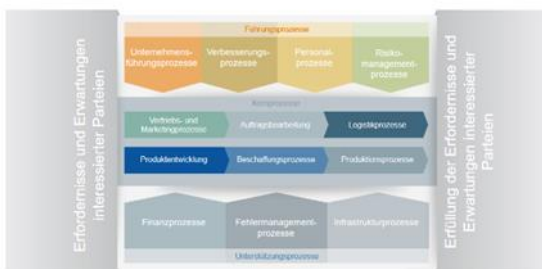 Erfordernisse und Erwartungen
interessierter Parteien
Führungsprozesse
Unternehmens-
führungsprozesse
Verbesserungs-
prozesse
Personal-
prozesse
Risiko-
management-
prozesse
Kernprozesse
Vertriebs- und
Marketingprozesse
Auftragsbearbeitung
Logistikprozesse
Produktentwicklung
Beschaffungsprozesse
Produktionsprozesse
Finanzprozesse
Fehlermanagement-
prozesse
Infrastrukturprozesse
Unterstützungsprozesse
Erfüllung der Erfordernisse und
Erwartungen interessierter
Parteien